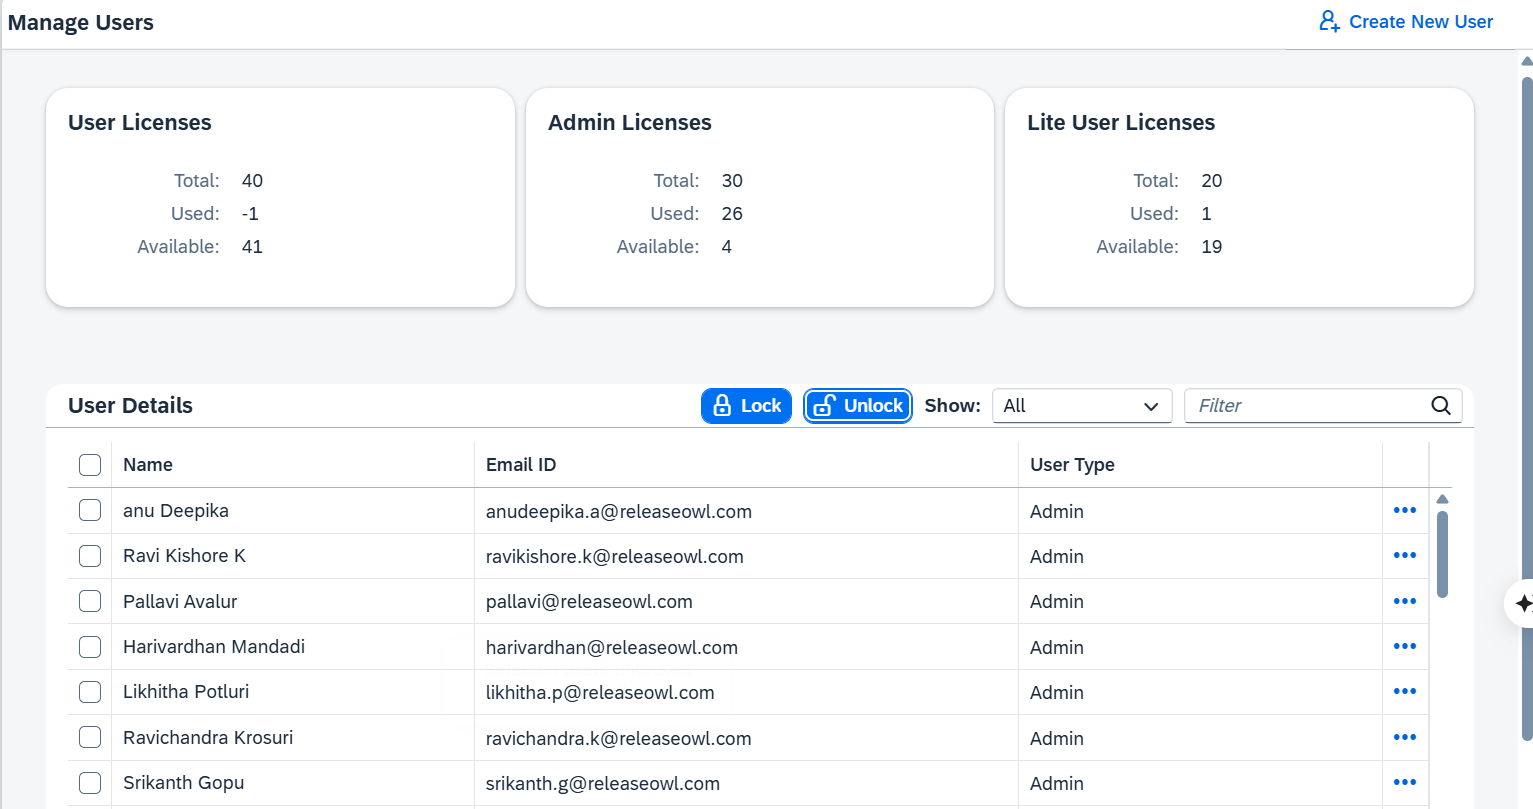 Manage Users
Create New User
User Licenses
Total: 40
Used: -1
Available: 41
Admin Licenses
Total: 30
Used: 26
Available: 4
Lite User Licenses
Total: 20
Used: 1
Available: 19
User Details
Lock
Unlock
Show: All
Filter
Name Email ID User Type
anu Deepika anudeepika.a@releaseowl.com Admin
Ravi Kishore K ravikishore.k@releaseowl.com Admin
Pallavi Avalur pallavi@releaseowl.com Admin
Harivardhan Mandadi harivardhan@releaseowl.com Admin
Likhitha Potluri likhitha.p@releaseowl.com Admin
Ravichandra Krosuri ravichandra.k@releaseowl.com Admin
Srikanth Gopu srikanth.g@releaseowl.com Admin